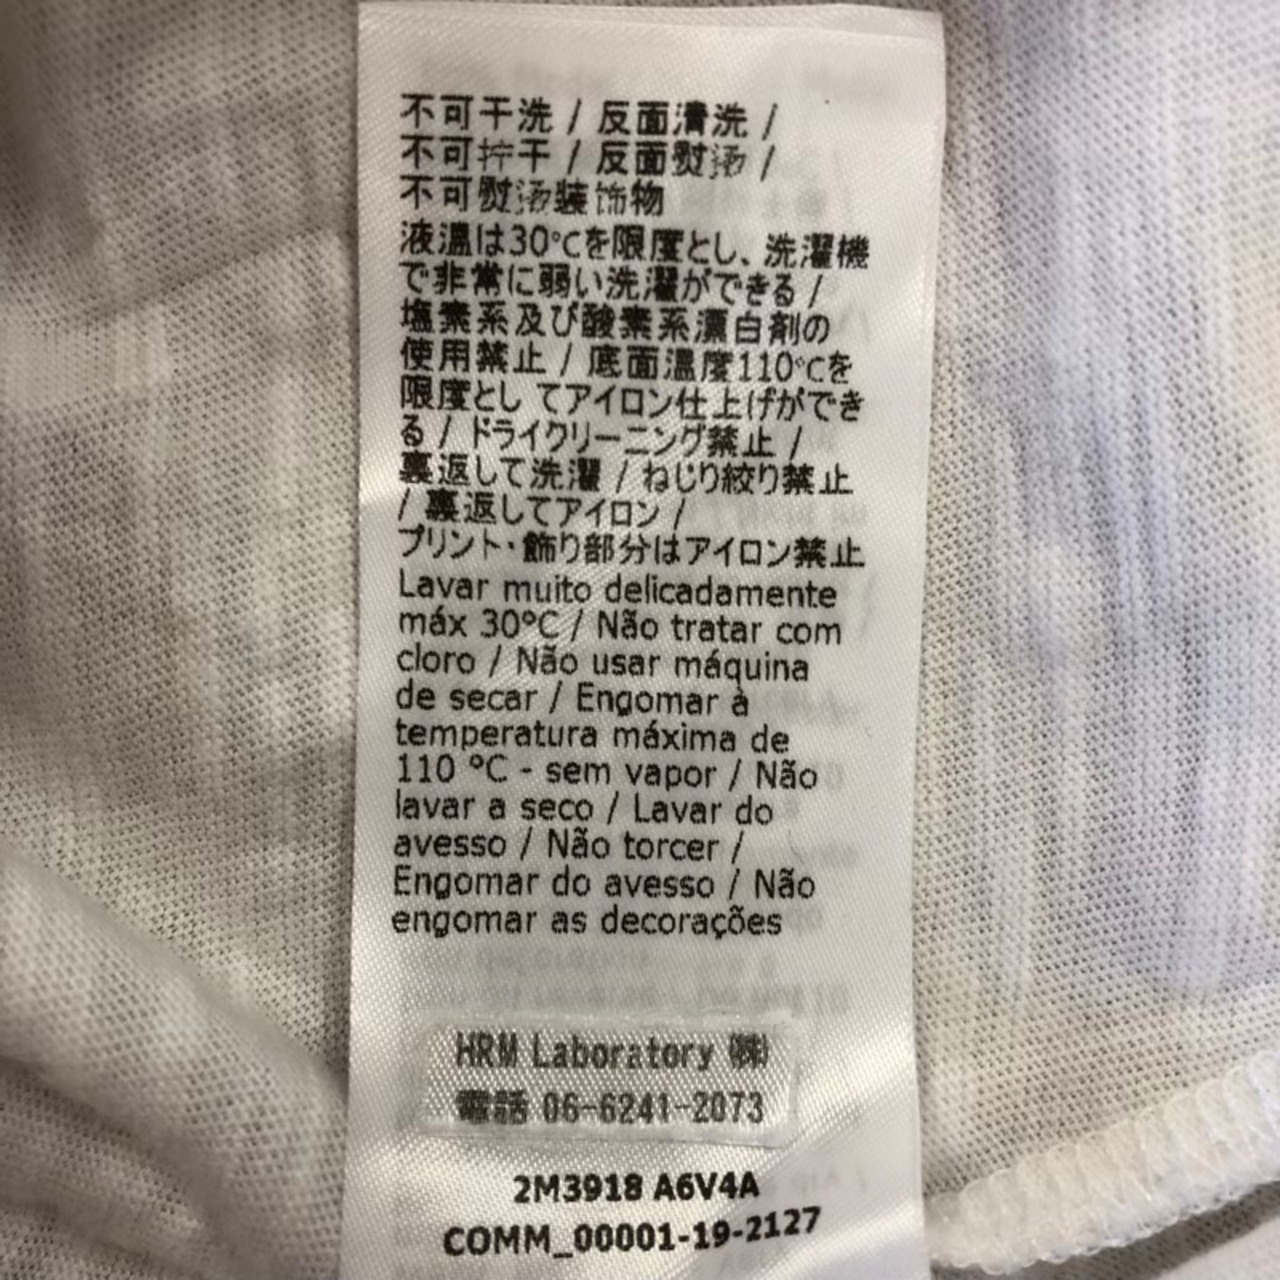 不可干洗 / 反面清洗 /
不可拧干 / 反面熨烫 /
不可熨烫装饰物
液温は30℃を限度とし、洗濯機
で非常に弱い洗濯ができる /
塩素系及び酸素系漂白剤の
使用禁止 / 底面温度110℃を
限度とし てアイロン仕上げができ
る / ドライクリーニング禁止 /
裏返して洗濯 / ねじり絞り禁止
/ 裏返してアイロン /
プリント・飾り部分はアイロン禁止
Lavar muito delicadamente
máx 30°C / Não tratar com
cloro / Não usar máquina
de secar / Engomar à
temperatura máxima de
110 °C - sem vapor / Não
lavar a seco / Lavar do
avesso / Não torcer /
Engomar do avesso / Não
engomar as decorações
HRM Laboratory ㈱
電話 06-6241-2073
2M3918 A6V4A
COMM_00001-19-2127